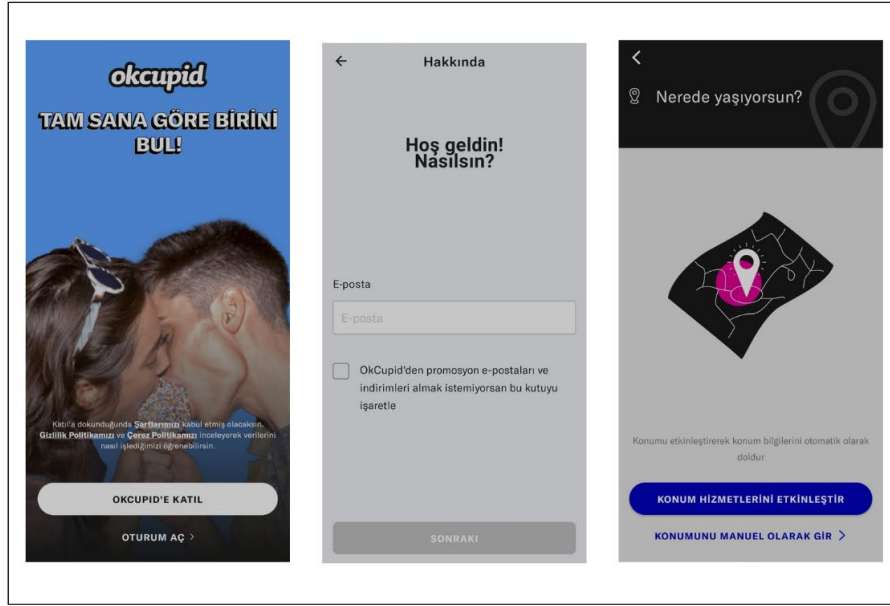 okcupid
TAM SANA GÖRE BİRİNİ
BUL!
Katıl'a dokunduğunda Şartlarımızı kabul etmiş olacaksın.
Gizlilik Politikamızı ve Çerez Politikamızı inceleyerek verilerini
nasıl işlediğimizi öğrenebilirsin.
OKCUPID'E KATIL
OTURUM AÇ >
Hakkında
Hoş geldin!
Nasılsın?
E-posta
E-posta
OkCupid'den promosyon e-postaları ve
indirimleri almak istemiyorsan bu kutuyu
işaretle
SONRAKI
Nerede yaşıyorsun?
Konumu etkinleştirerek konum bilgilerini otomatik olarak
doldur
KONUM HİZMETLERİNİ ETKİNLEŞTİR
KONUMUNU MANUEL OLARAK GİR >